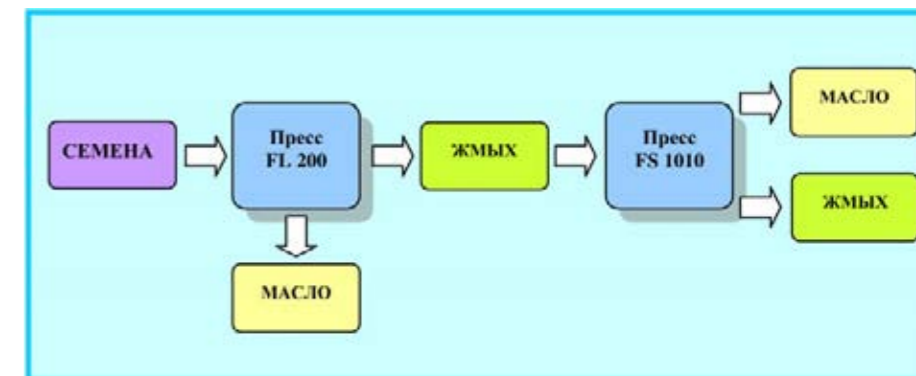 СЕМЕНА
Пресс
FL 200
ЖМЫХ
Пресс
FS 1010
МАСЛО
ЖМЫХ
МАСЛО